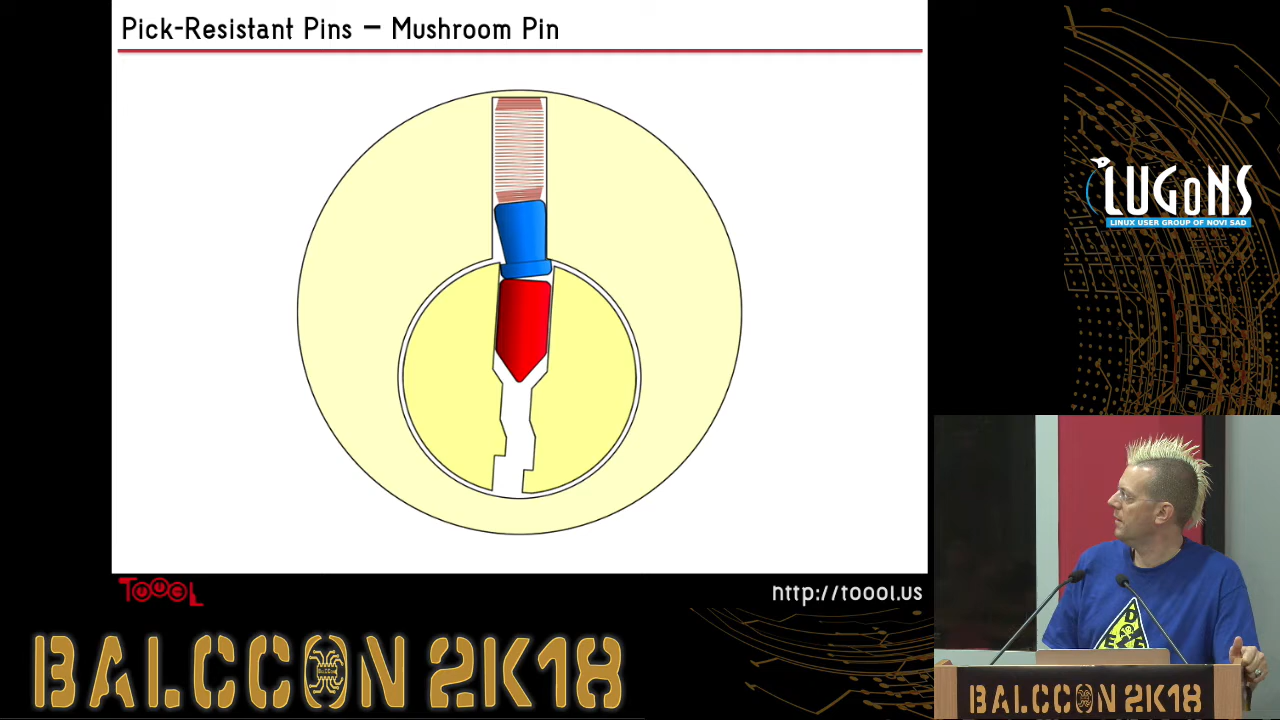 Pick-Resistant Pins – Mushroom Pin
LUGoNS
LINUX USER GROUP OF NOVI SAD
TOOOL
http://toool.us
BALCCON 2K18
BALCCON 2K18